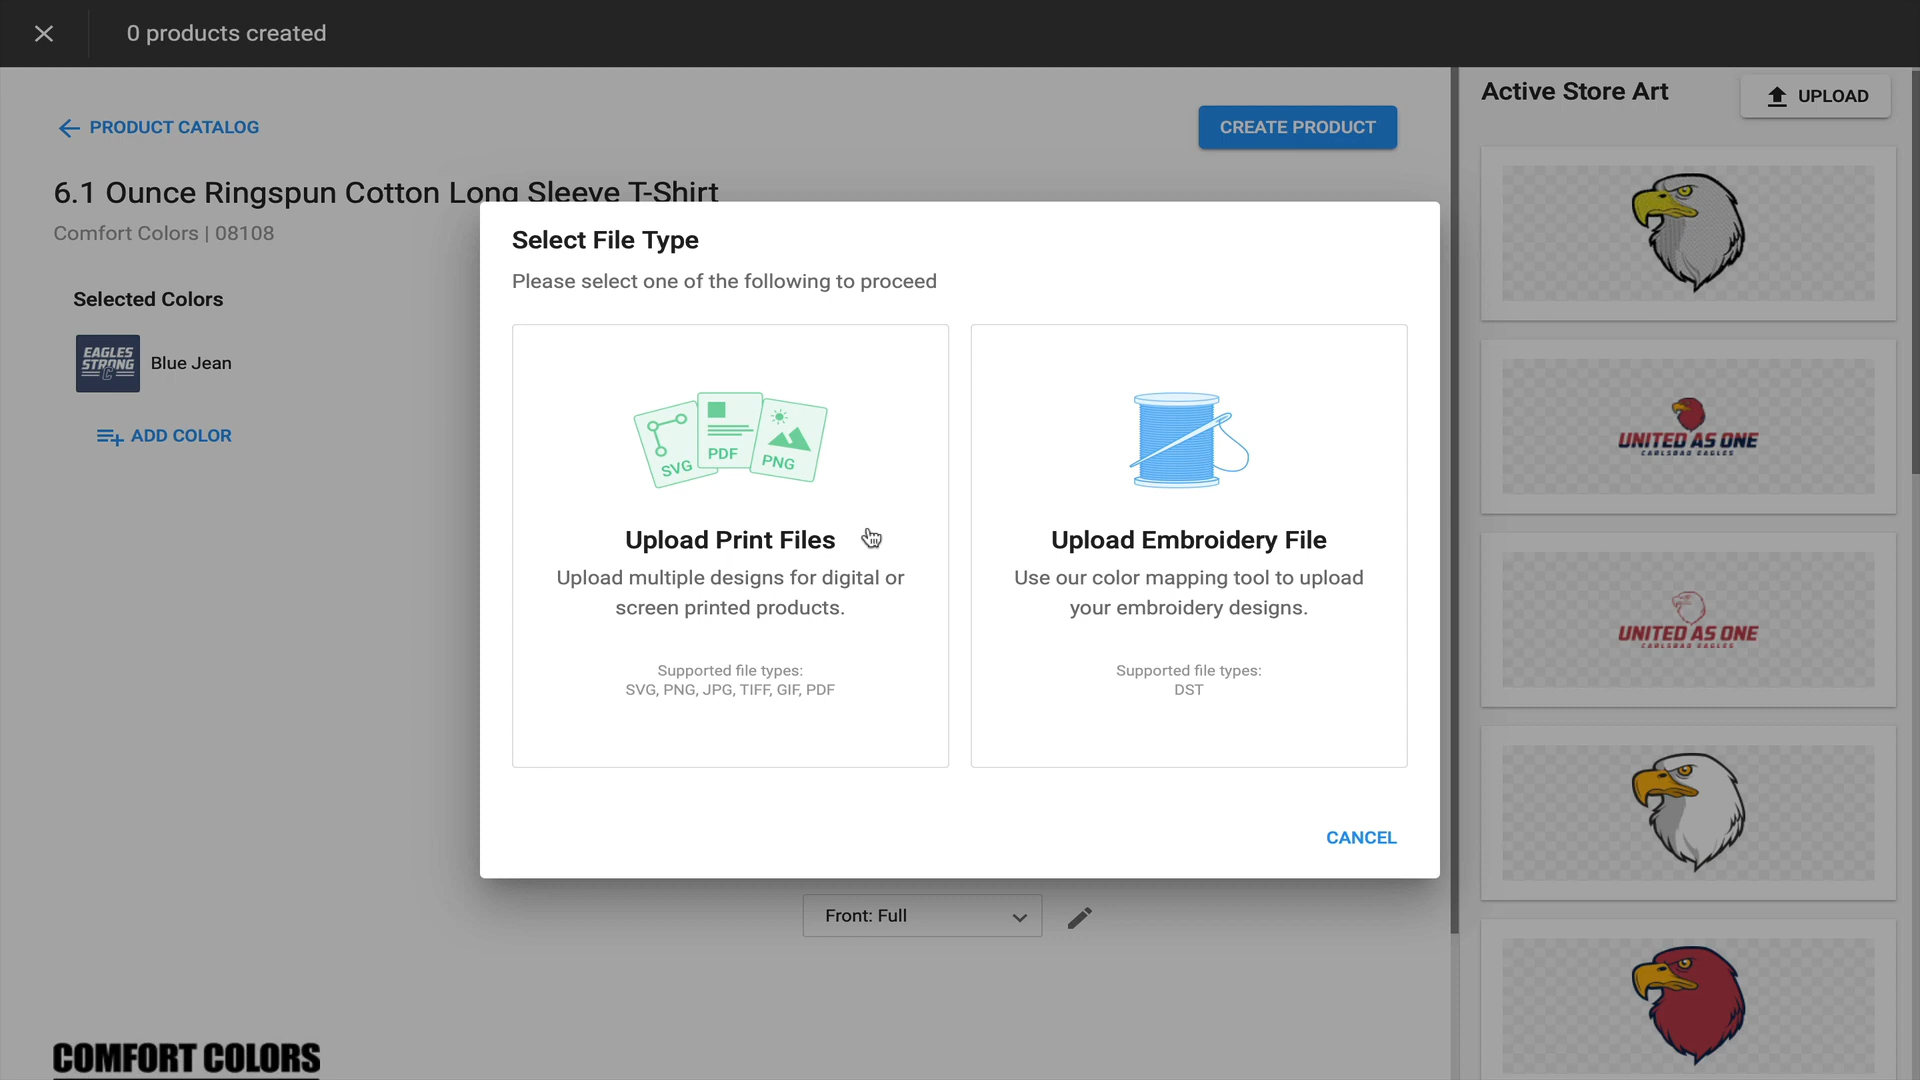 0 products created
PRODUCT CATALOG
CREATE PRODUCT
6.1 Ounce Ringspun Cotton Long Sleeve T-Shirt
Comfort Colors | 08108
Selected Colors
EAGLES
STRONG
C
Blue Jean
ADD COLOR
Select File Type
Please select one of the following to proceed
SVG
PDF
PNG
Upload Print Files
Upload multiple designs for digital or
screen printed products.
Supported file types:
SVG, PNG, JPG, TIFF, GIF, PDF
Upload Embroidery File
Use our color mapping tool to upload
your embroidery designs.
Supported file types:
DST
CANCEL
Front: Full
COMFORT COLORS
Active Store Art
UPLOAD
UNITED AS ONE
CARLSBAD EAGLES
UNITED AS ONE
CARLSBAD EAGLES